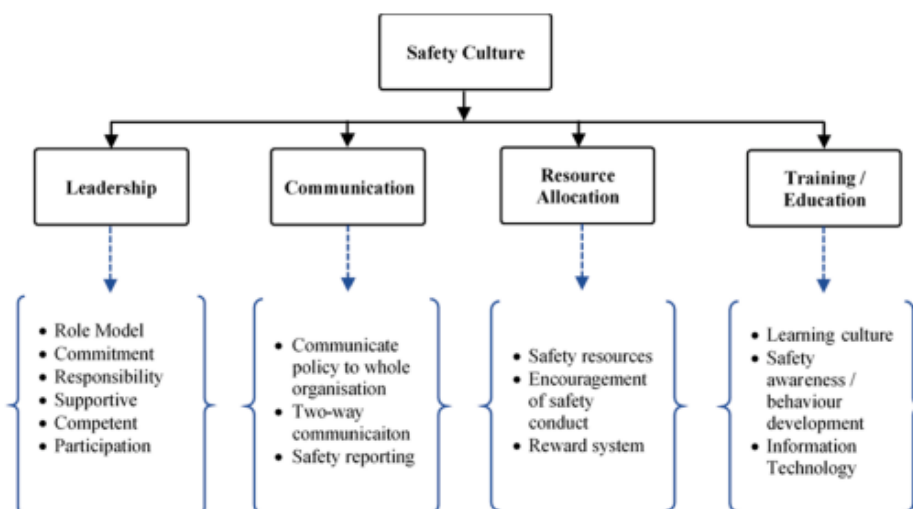 Safety Culture
Leadership
Communication
Resource
Allocation
Training /
Education
• Role Model
• Commitment
• Responsibility
• Supportive
• Competent
• Participation
• Communicate
policy to whole
organisation
• Two-way
communicaiton
• Safety reporting
• Safety resources
• Encouragement
of safety
conduct
• Reward system
• Learning culture
• Safety
awareness /
behaviour
development
• Information
Technology